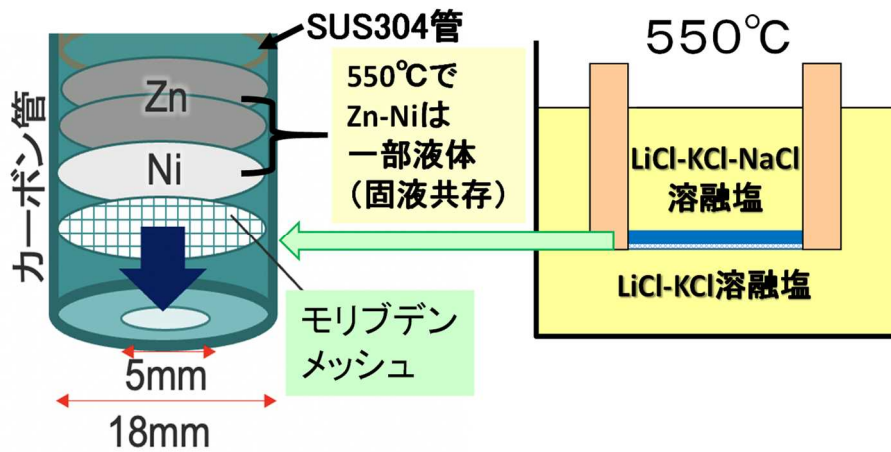 SUS304管
カーボン管
Zn
Ni
550℃で
Zn-Niは
一部液体
（固液共存）
モリブデン
メッシュ
5mm
18mm
550℃
LiCl-KCl-NaCl
溶融塩
LiCl-KCl溶融塩